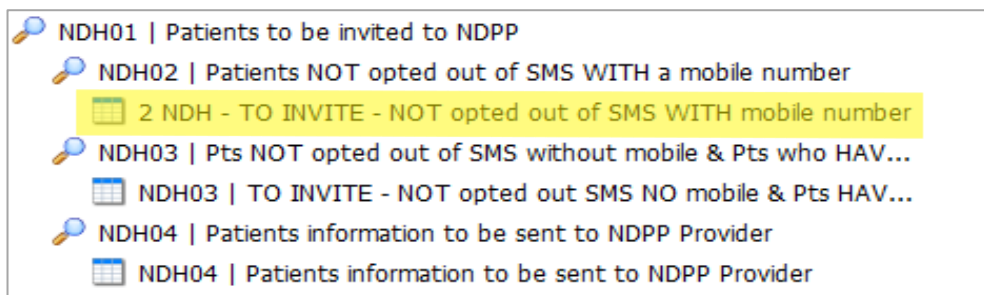 NDH01 | Patients to be invited to NDPP
NDH02 | Patients NOT opted out of SMS WITH a mobile number
2 NDH - TO INVITE - NOT opted out of SMS WITH mobile number
NDH03 | Pts NOT opted out of SMS without mobile & Pts who HAV...
NDH03 | TO INVITE - NOT opted out SMS NO mobile & Pts HAV...
NDH04 | Patients information to be sent to NDPP Provider
NDH04 | Patients information to be sent to NDPP Provider